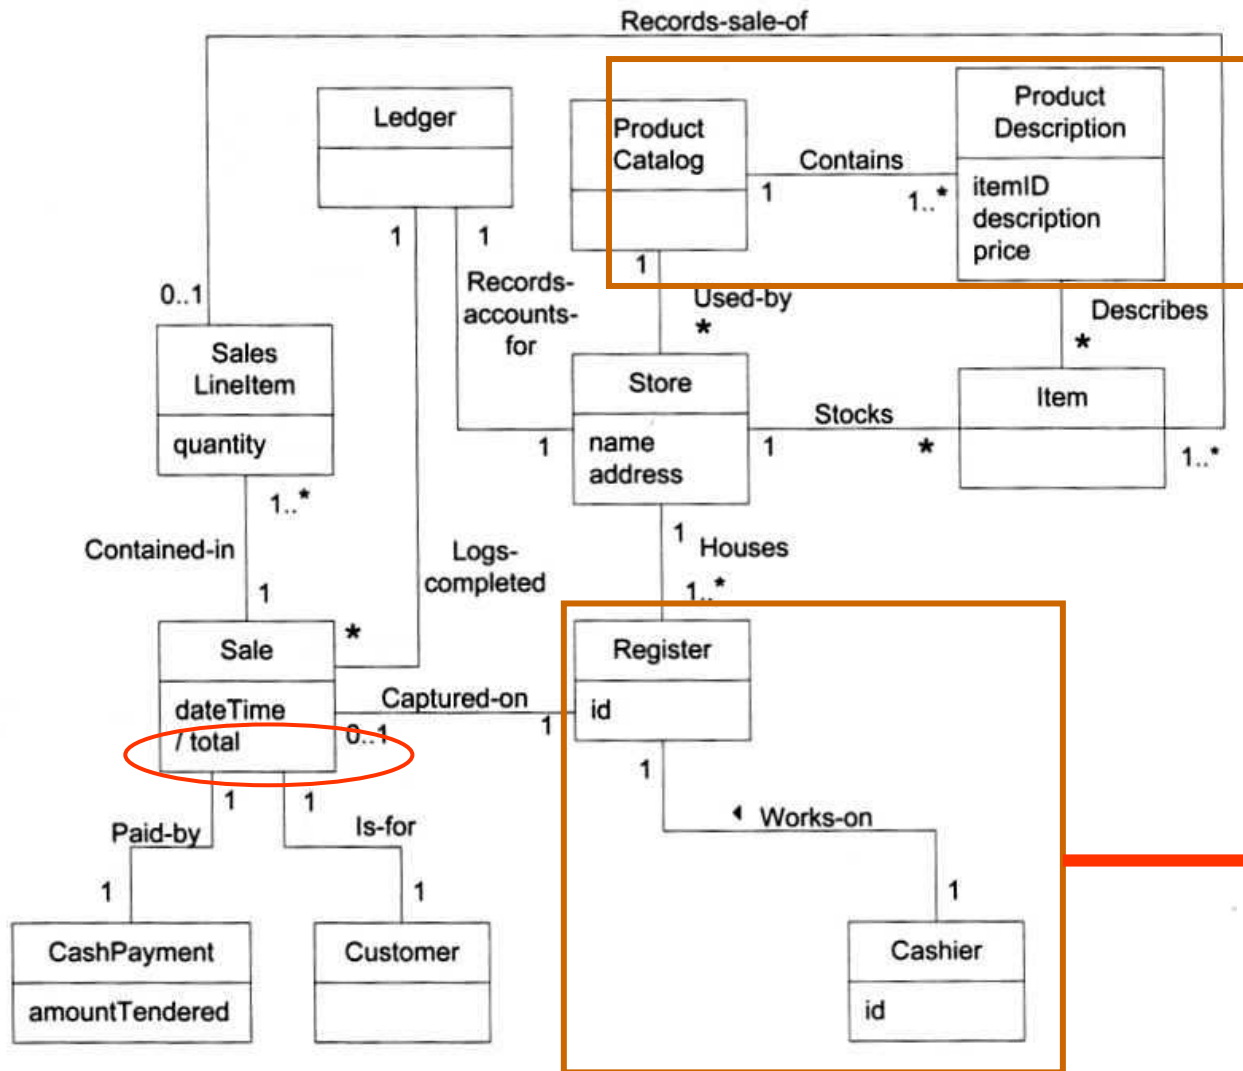 Records-sale-of
Ledger
Product
Catalog
Contains
1
1..*
Product
Description
itemID
description
price
1
1
1
Records-
accounts-
for
Used-by
*
Describes
*
0..1
Sales
LineItem
quantity
Store
name
address
Stocks
1
1
*
Item
1..*
1..*
Contained-in
1
Logs-
completed
1
Houses
1..*
Sale
dateTime
/ total
*
Captured-on
0..1
1
Register
id
1
Works-on
1
1
1
Paid-by
Is-for
1
1
CashPayment
amountTendered
Customer
Cashier
id